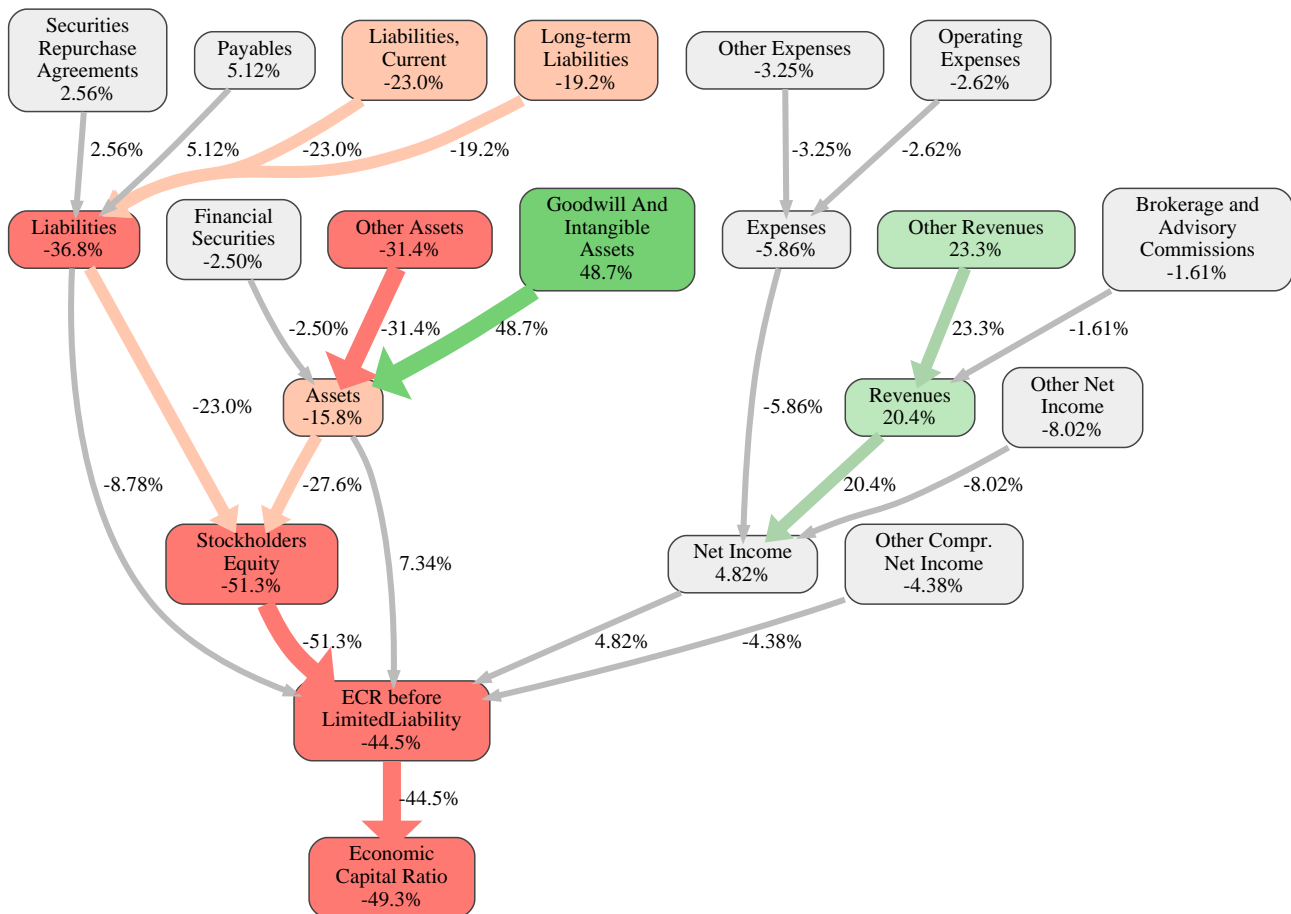 Securities
Repurchase
Agreements
2.56%
Payables
5.12%
Liabilities,
Current
-23.0%
Long-term
Liabilities
-19.2%
Other Expenses
-3.25%
Operating
Expenses
-2.62%
2.56%
5.12%
-23.0%
-19.2%
-3.25%
-2.62%
Liabilities
-36.8%
Financial
Securities
-2.50%
Other Assets
-31.4%
Goodwill And
Intangible
Assets
48.7%
Expenses
-5.86%
Other Revenues
23.3%
Brokerage and
Advisory
Commissions
-1.61%
-2.50%
-31.4%
48.7%
23.3%
-1.61%
-23.0%
Assets
-15.8%
-5.86%
Revenues
20.4%
Other Net
Income
-8.02%
-8.78%
-27.6%
20.4%
-8.02%
Stockholders
Equity
-51.3%
7.34%
Net Income
4.82%
Other Compr.
Net Income
-4.38%
-51.3%
4.82%
-4.38%
ECR before
LimitedLiability
-44.5%
-44.5%
Economic
Capital Ratio
-49.3%